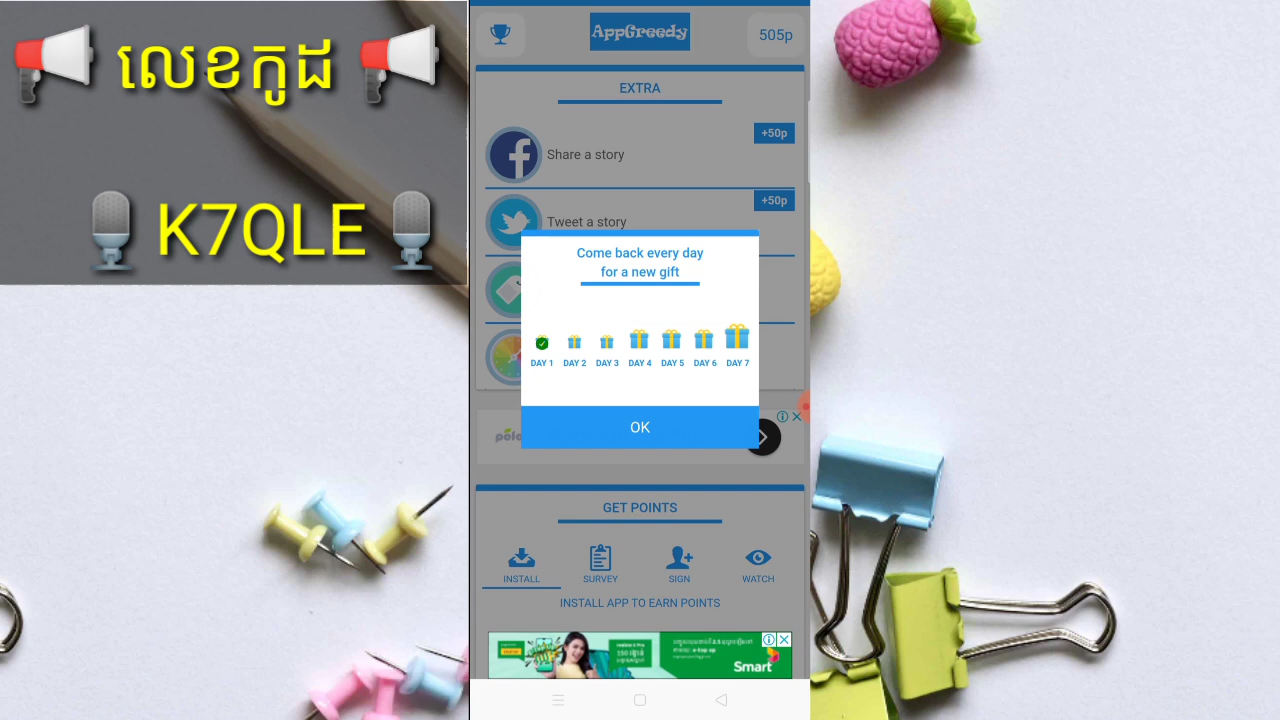 លេខកូដ
K7QLE
AppGreedy
505p
EXTRA
+50p
Share a story
+50p
Tweet a story
Come back every day
for a new gift
DAY 1 DAY 2 DAY 3 DAY 4 DAY 5 DAY 6 DAY 7
OK
GET POINTS
INSTALL SURVEY SIGN WATCH
INSTALL APP TO EARN POINTS
Smart